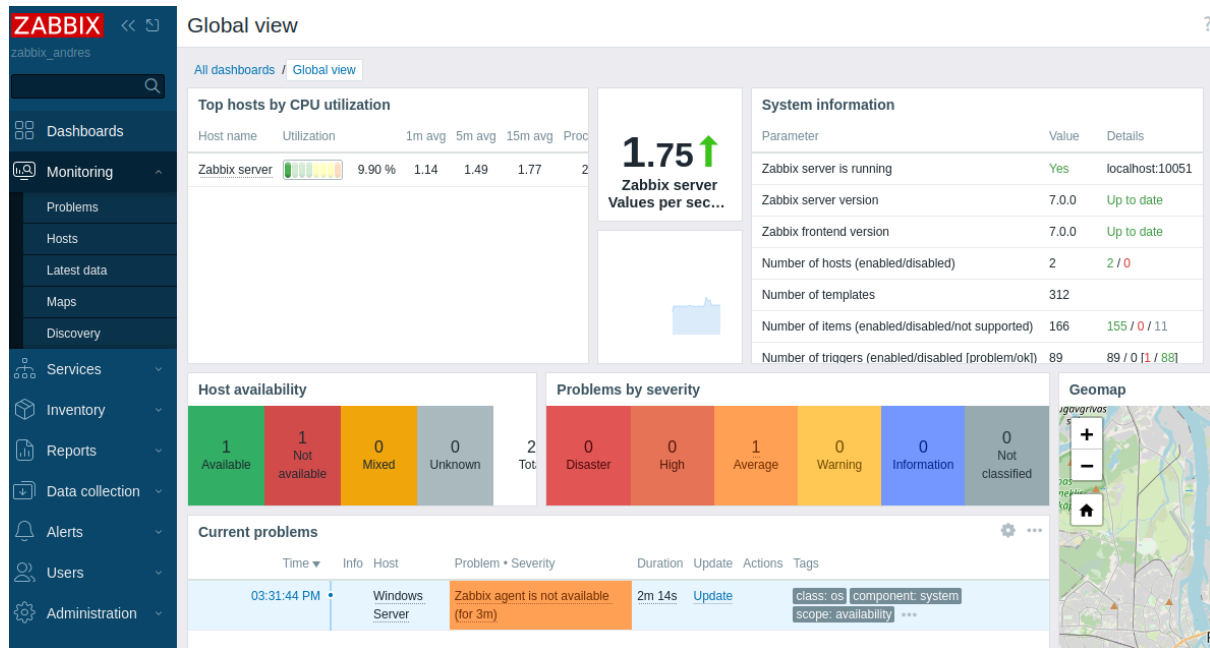 ZABBIX
zabbix_andres
Dashboards
Monitoring
Problems
Hosts
Latest data
Maps
Discovery
Services
Inventory
Reports
Data collection
Alerts
Users
Administration
Global view
?
All dashboards / Global view
Top hosts by CPU utilization
Host name Utilization 1m avg 5m avg 15m avg Proc
Zabbix server 9.90 % 1.14 1.49 1.77 2
1.75
Zabbix server
Values per sec...
System information
Parameter Value Details
Zabbix server is running Yes localhost:10051
Zabbix server version 7.0.0 Up to date
Zabbix frontend version 7.0.0 Up to date
Number of hosts (enabled/disabled) 2 2 / 0
Number of templates 312
Number of items (enabled/disabled/not supported) 166 155 / 0 / 11
Number of triggers (enabled/disabled [problem/ok]) 89 89 / 0 [1 / 88]
Host availability
1 Available
1 Not available
0 Mixed
0 Unknown
2 Tot
Problems by severity
0 Disaster
0 High
1 Average
0 Warning
0 Information
0 Not classified
Geomap
+
−
Current problems
Time ▼ Info Host Problem • Severity Duration Update Actions Tags
03:31:44 PM Windows Server Zabbix agent is not available (for 3m) 2m 14s Update class: os component: system
scope: availability •••